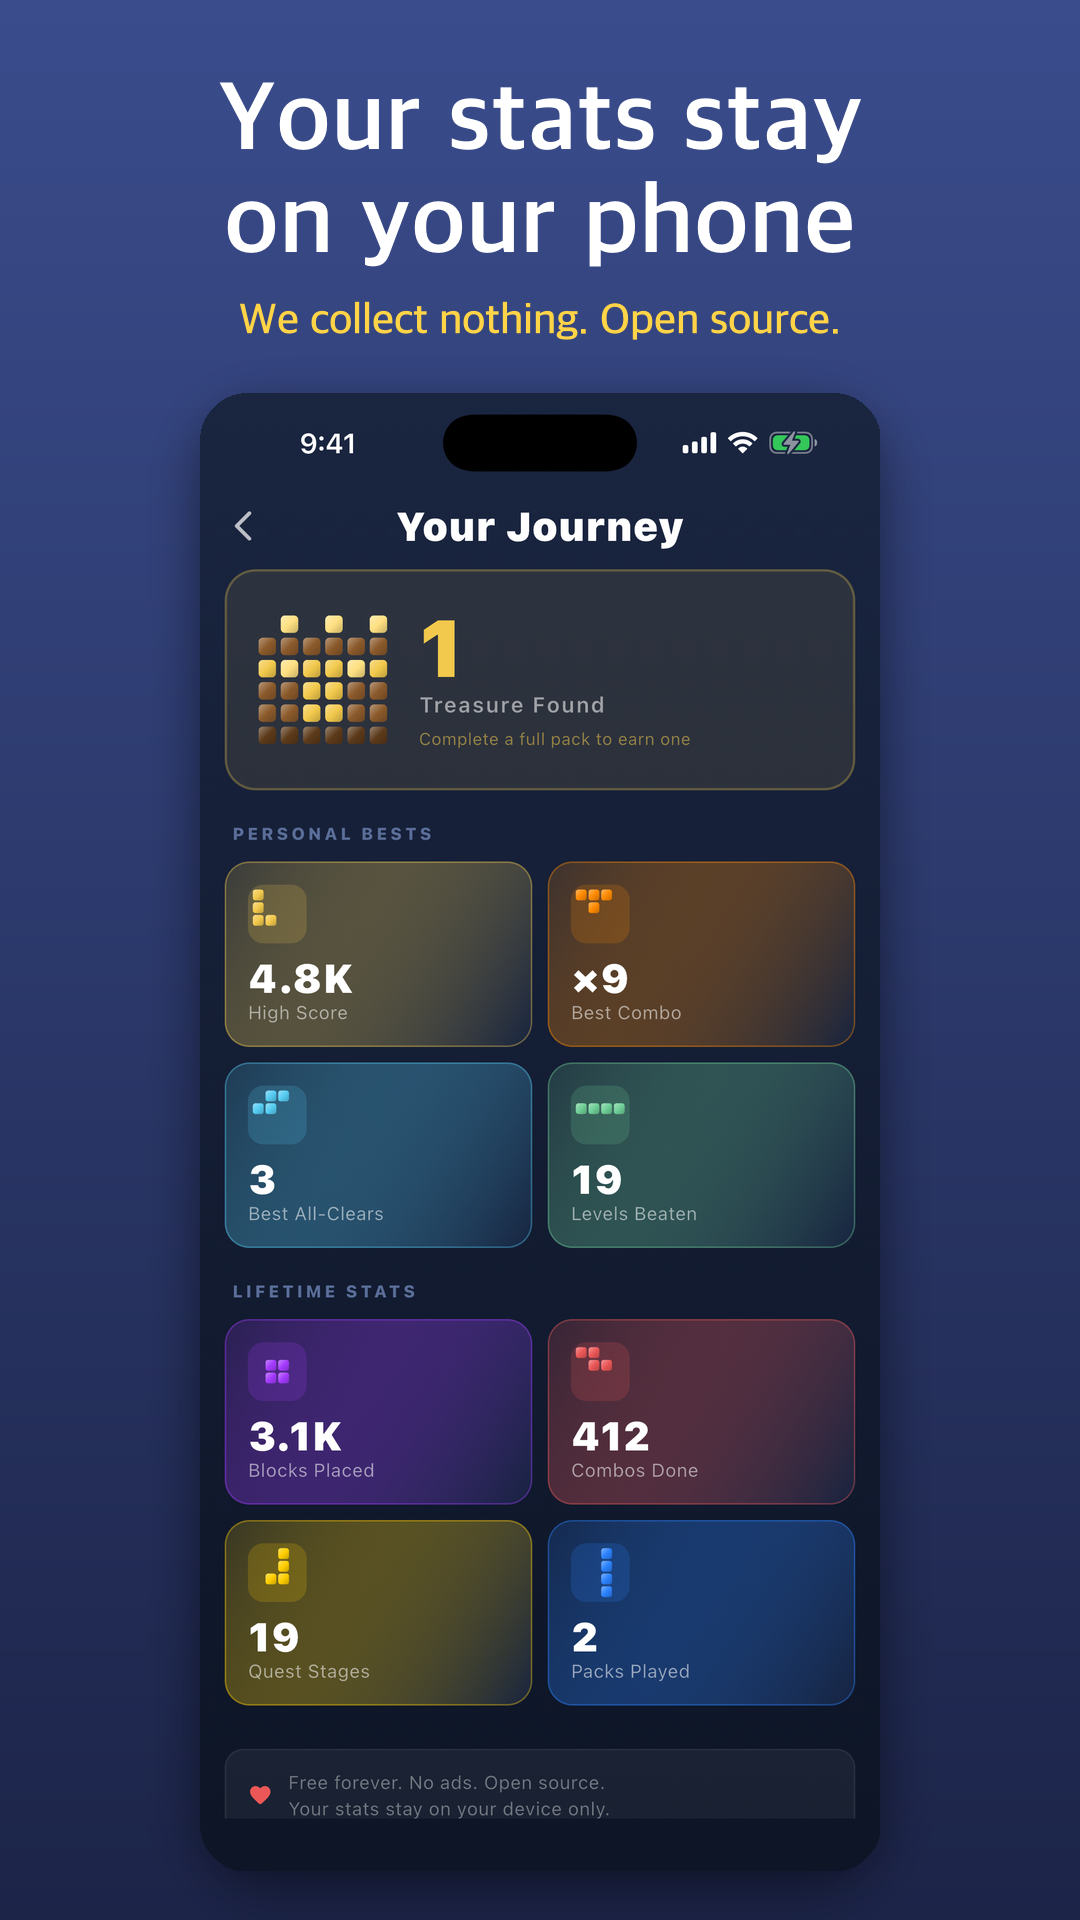 Your stats stay
on your phone
We collect nothing. Open source.
9:41
Your Journey
1
Treasure Found
Complete a full pack to earn one
PERSONAL BESTS
4.8K
High Score
×9
Best Combo
3
Best All-Clears
19
Levels Beaten
LIFETIME STATS
3.1K
Blocks Placed
412
Combos Done
19
Quest Stages
2
Packs Played
Free forever. No ads. Open source.
Your stats stay on your device only.